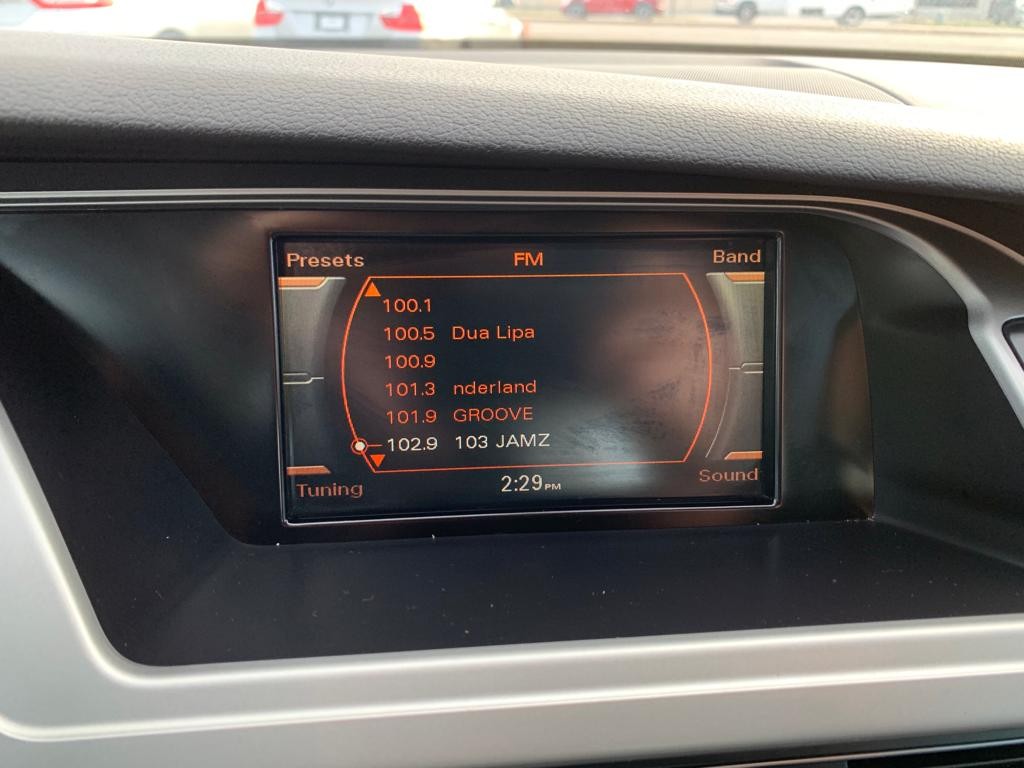 Presets FM Band
100.1
100.5 Dua Lipa
100.9
101.3 nderland
101.9 GROOVE
102.9 103 JAMZ
Tuning 2:29PM Sound